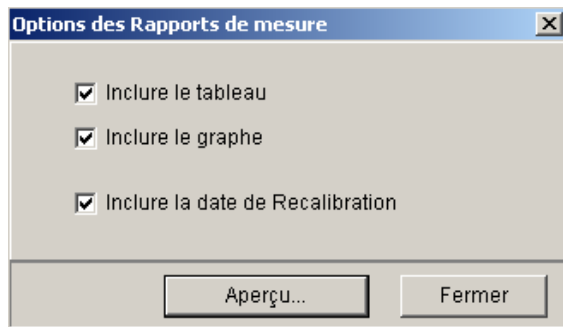 Options des Rapports de mesure
Inclure le tableau
Inclure le graphe
Inclure la date de Recalibration
Aperçu... Fermer